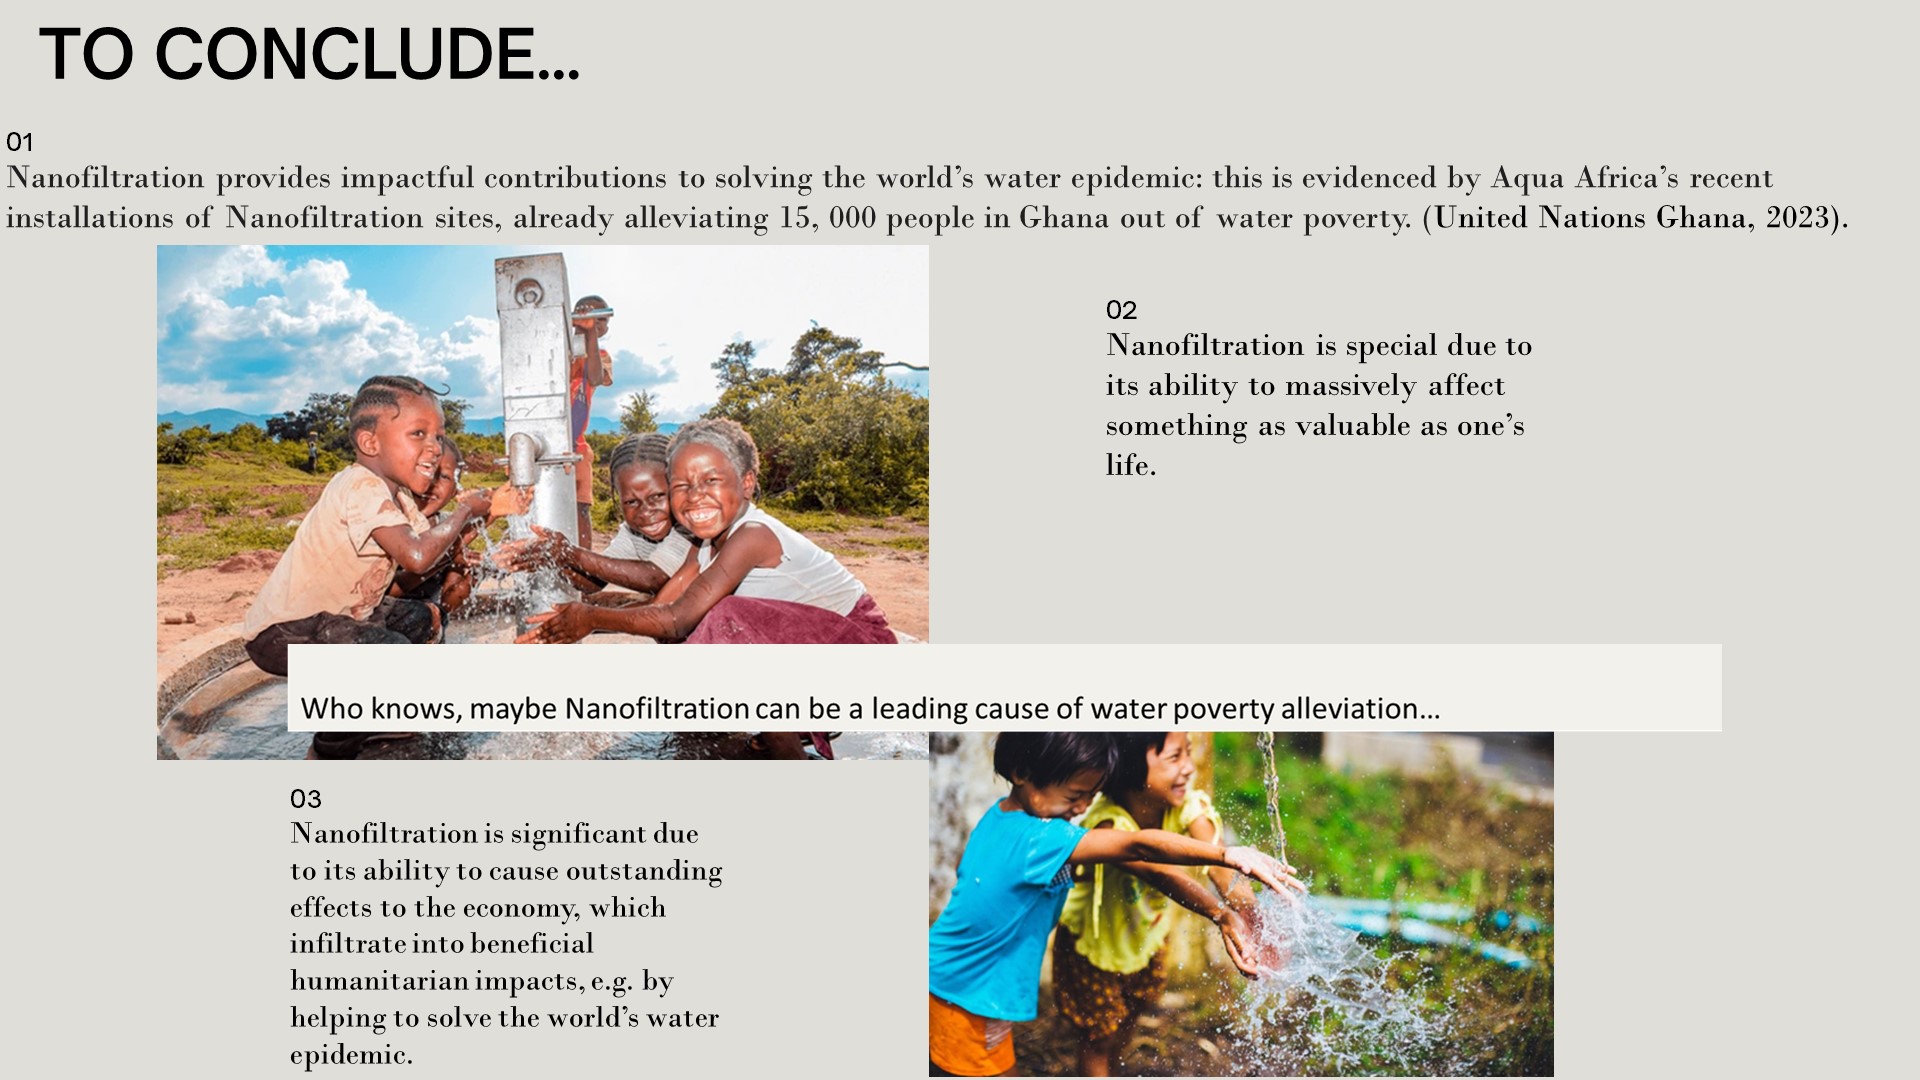 TO CONCLUDE...
01
Nanofiltration provides impactful contributions to solving the world’s water epidemic: this is evidenced by Aqua Africa’s recent
installations of Nanofiltration sites, already alleviating 15, 000 people in Ghana out of water poverty. (United Nations Ghana, 2023).
02
Nanofiltration is special due to
its ability to massively affect
something as valuable as one’s
life.
Who knows, maybe Nanofiltration can be a leading cause of water poverty alleviation...
03
Nanofiltration is significant due
to its ability to cause outstanding
effects to the economy, which
infiltrate into beneficial
humanitarian impacts, e.g. by
helping to solve the world’s water
epidemic.